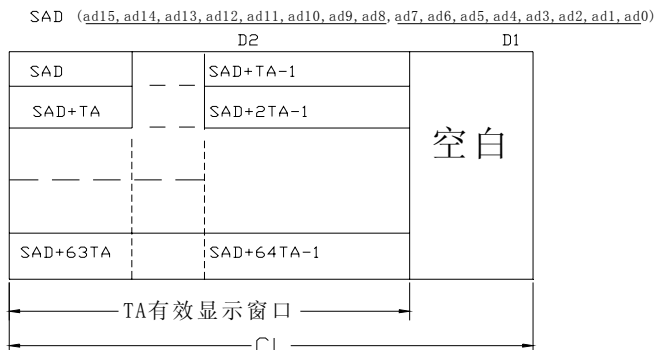 SAD (ad15,ad14,ad13,ad12,ad11,ad10,ad9,ad8,ad7,ad6,ad5,ad4,ad3,ad2,ad1,ad0)
D2 D1
SAD SAD+TA-1
SAD+TA SAD+2TA-1
空白
SAD+63TA SAD+64TA-1
TA有效显示窗口